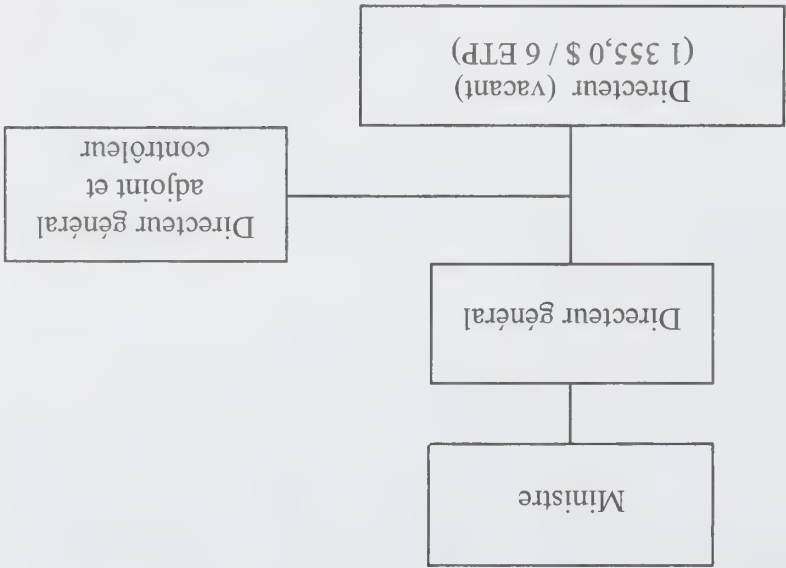 Ministre
Directeur général
Directeur général
adjoint et
contrôleur
Directeur (vacant)
(1 355,0 $ / 6 ETP)